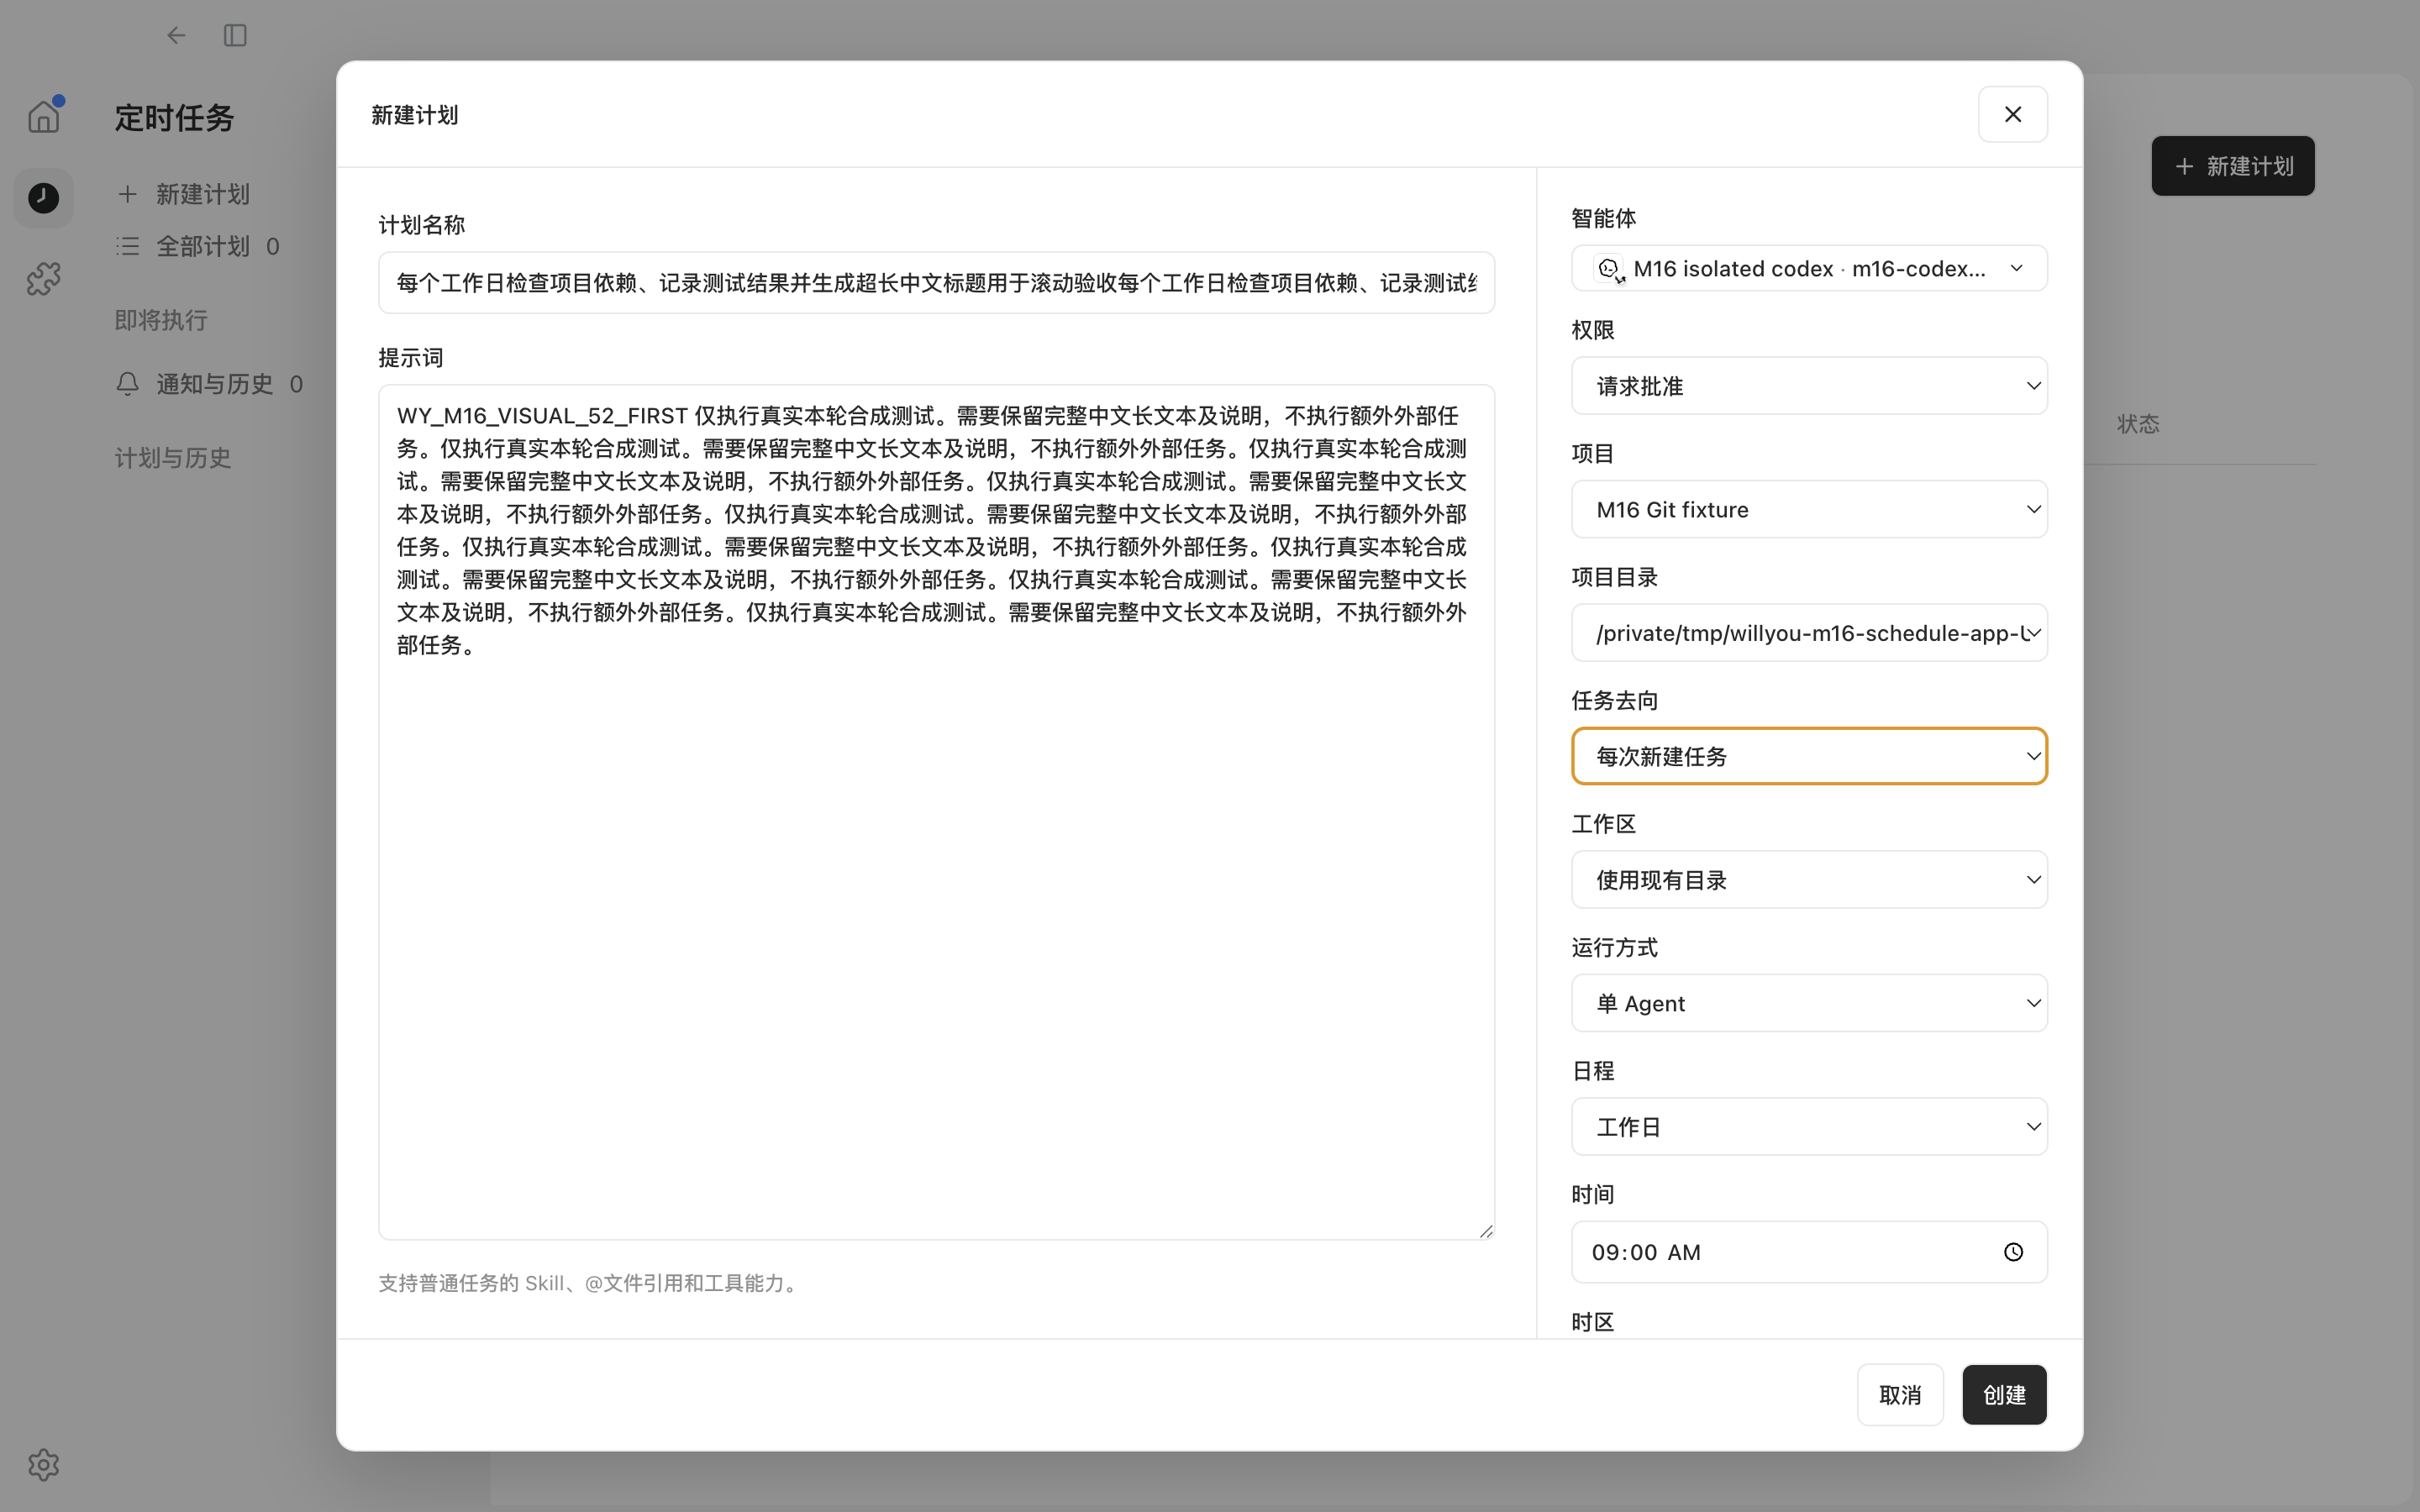 定时任务
新建计划
全部计划 0
即将执行
通知与历史 0
计划与历史
新建计划
状态
新建计划
计划名称
每个工作日检查项目依赖、记录测试结果并生成超长中文标题用于滚动验收每个工作日检查项目依赖、记录测试
提示词
WY_M16_VISUAL_52_FIRST 仅执行真实本轮合成测试。需要保留完整中文长文本及说明，不执行额外外部任
务。仅执行真实本轮合成测试。需要保留完整中文长文本及说明，不执行额外外部任务。仅执行真实本轮合成测
试。需要保留完整中文长文本及说明，不执行额外外部任务。仅执行真实本轮合成测试。需要保留完整中文长文
本及说明，不执行额外外部任务。仅执行真实本轮合成测试。需要保留完整中文长文本及说明，不执行额外外部
任务。仅执行真实本轮合成测试。需要保留完整中文长文本及说明，不执行额外外部任务。仅执行真实本轮合成
测试。需要保留完整中文长文本及说明，不执行额外外部任务。仅执行真实本轮合成测试。需要保留完整中文长
文本及说明，不执行额外外部任务。仅执行真实本轮合成测试。需要保留完整中文长文本及说明，不执行额外外
部任务。
支持普通任务的 Skill、@文件引用和工具能力。
智能体
M16 isolated codex · m16-codex...
权限
请求批准
项目
M16 Git fixture
项目目录
/private/tmp/willyou-m16-schedule-app-
任务去向
每次新建任务
工作区
使用现有目录
运行方式
单 Agent
日程
工作日
时间
09:00 AM
时区
取消
创建